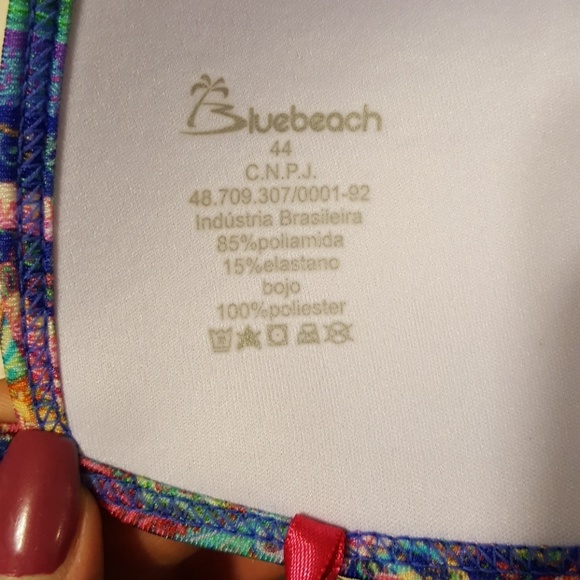 Bluebeach
44
C.N.P.J.
48.709.307/0001-92
Indústria Brasileira
85%poliamida
15%elastano
bojo
100%poliester